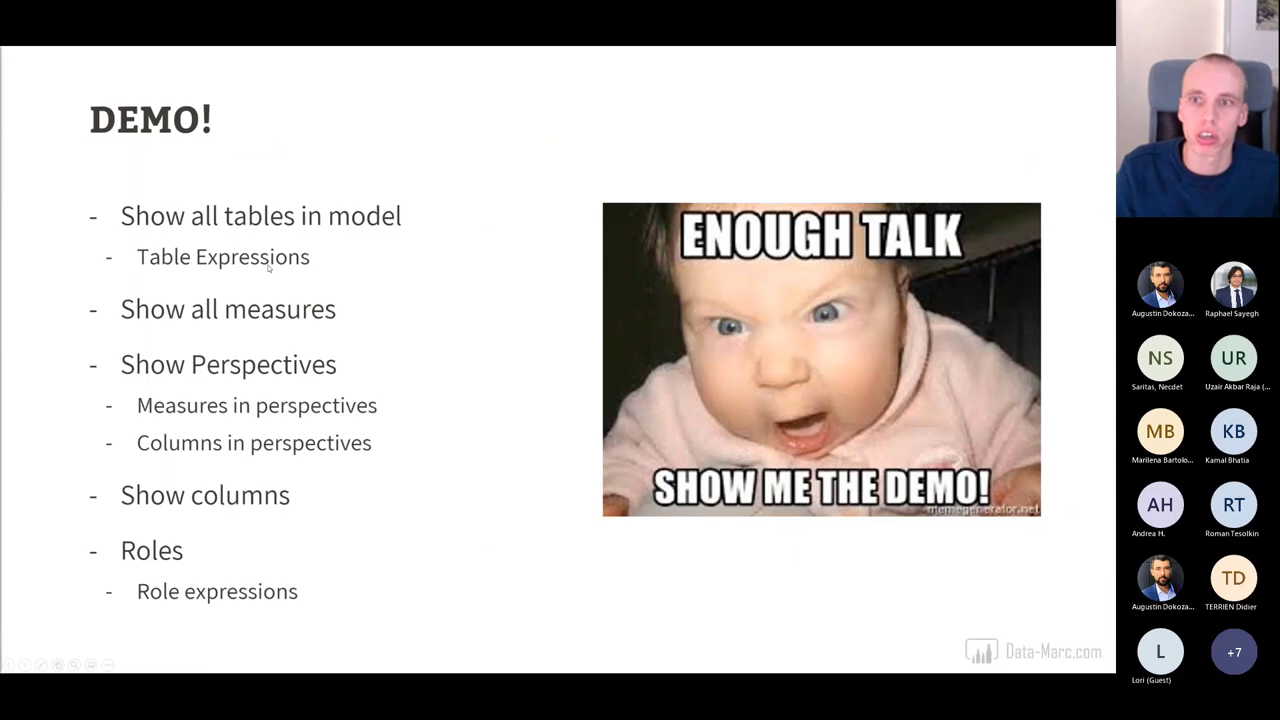 DEMO!
- Show all tables in model
- Table Expressions
- Show all measures
- Show Perspectives
- Measures in perspectives
- Columns in perspectives
- Show columns
- Roles
- Role expressions
ENOUGH TALK
SHOW ME THE DEMO!
memegenerator.net
Data-Marc.com
Augustin Dokoza...
Raphael Sayegh
NS
UR
Saritas, Necdet
Uzair Akbar Raja (...
MB
KB
Marilena Bartolo...
Kamal Bhatia
AH
RT
Andrea H.
Roman Tesolkin
Augustin Dokoza...
TD
TERRIEN Didier
L
+7
Lori (Guest)